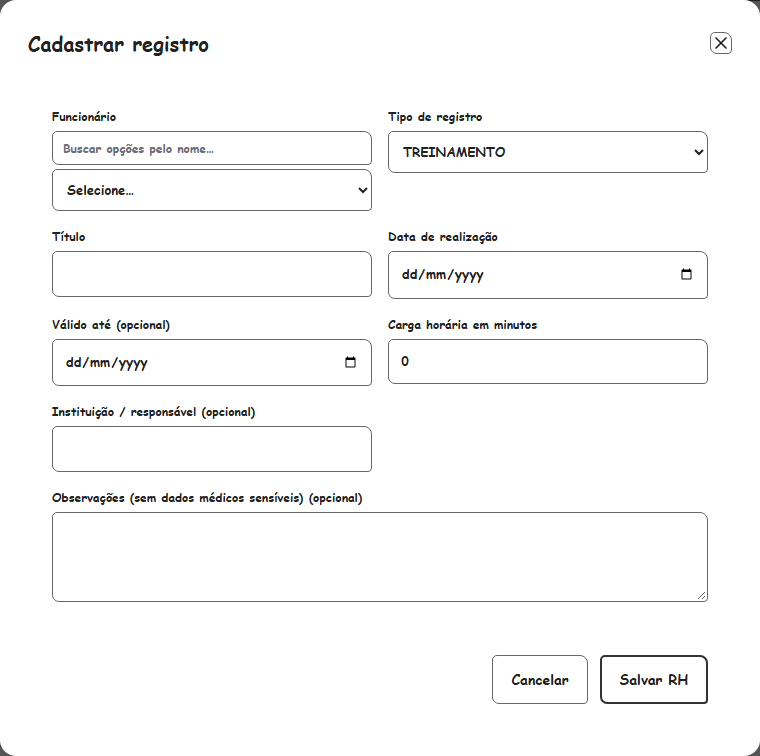 Cadastrar registro
Funcionário
Tipo de registro
Buscar opções pelo nome...
TREINAMENTO
Selecione...
Título
Data de realização
dd/mm/yyyy
Válido até (opcional)
Carga horária em minutos
dd/mm/yyyy
0
Instituição / responsável (opcional)
Observações (sem dados médicos sensíveis) (opcional)
Cancelar
Salvar RH